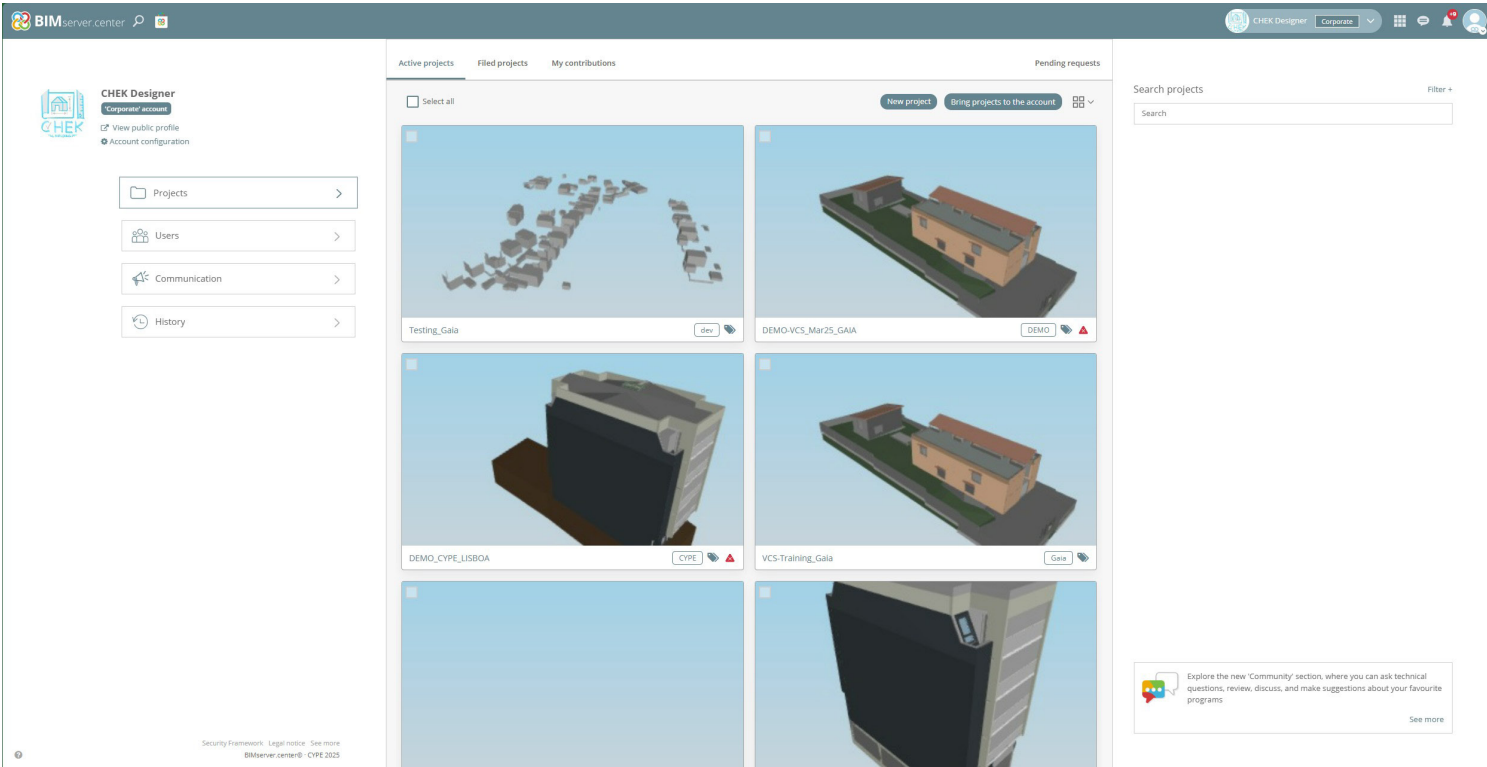 BIMserver.center
CHEK Designer Corporate
Active projects Filed projects My contributions Pending requests
CHEK Designer
'Corporate' account
View public profile
Account configuration
CHEK
Projects
Users
Communication
History
Select all New project Bring projects to the account
Testing_Gaia dev
DEMO-VCS_Mar25_GAIA DEMO
DEMO_CYPE_LISBOA CYPE
VCS-Training_Gaia Gaia
Search projects Filter +
Search
Explore the new 'Community' section, where you can ask technical
questions, review, discuss, and make suggestions about your favourite
programs
See more
Security Framework Legal notice See more
BIMserver.center® · CYPE 2025